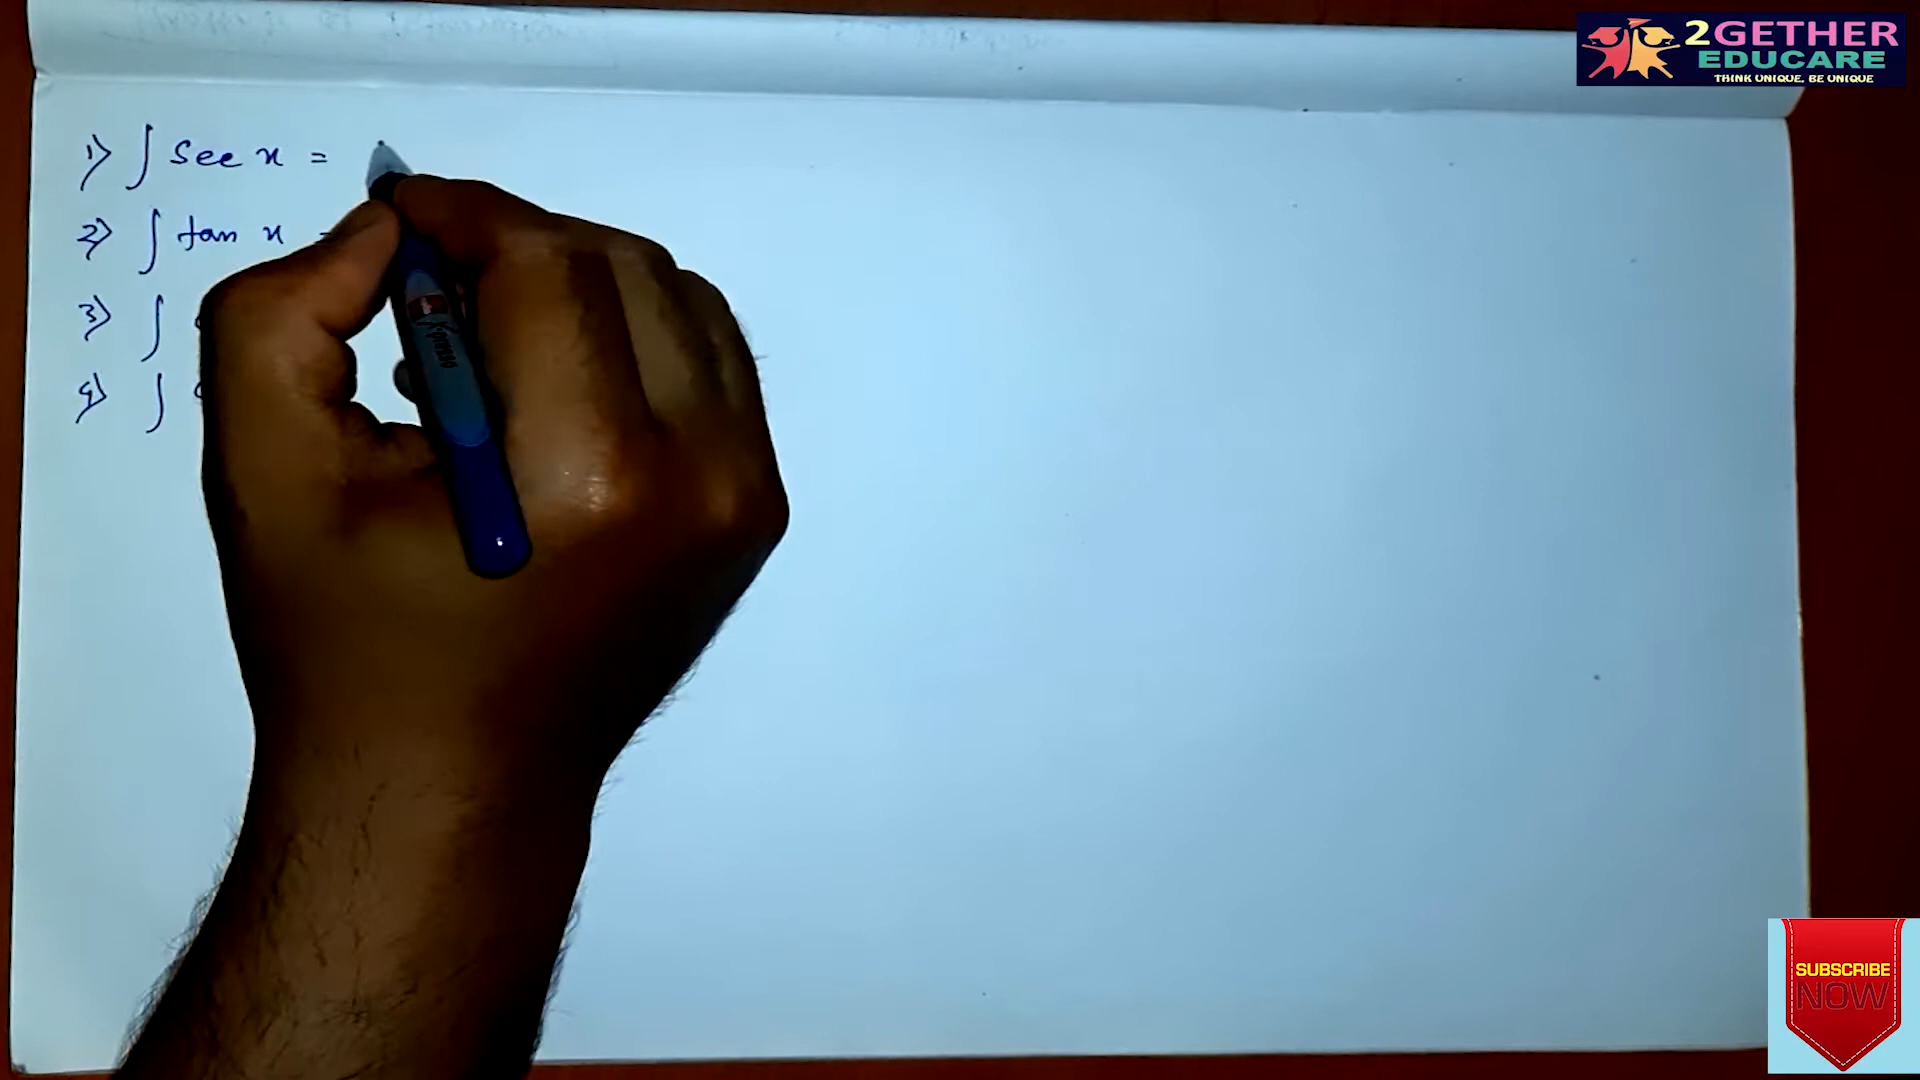 2GETHER
EDUCARE
THINK UNIQUE, BE UNIQUE
1) ∫ Sec x =
2) ∫ tan x =
3) ∫
4) ∫
SUBSCRIBE
NOW